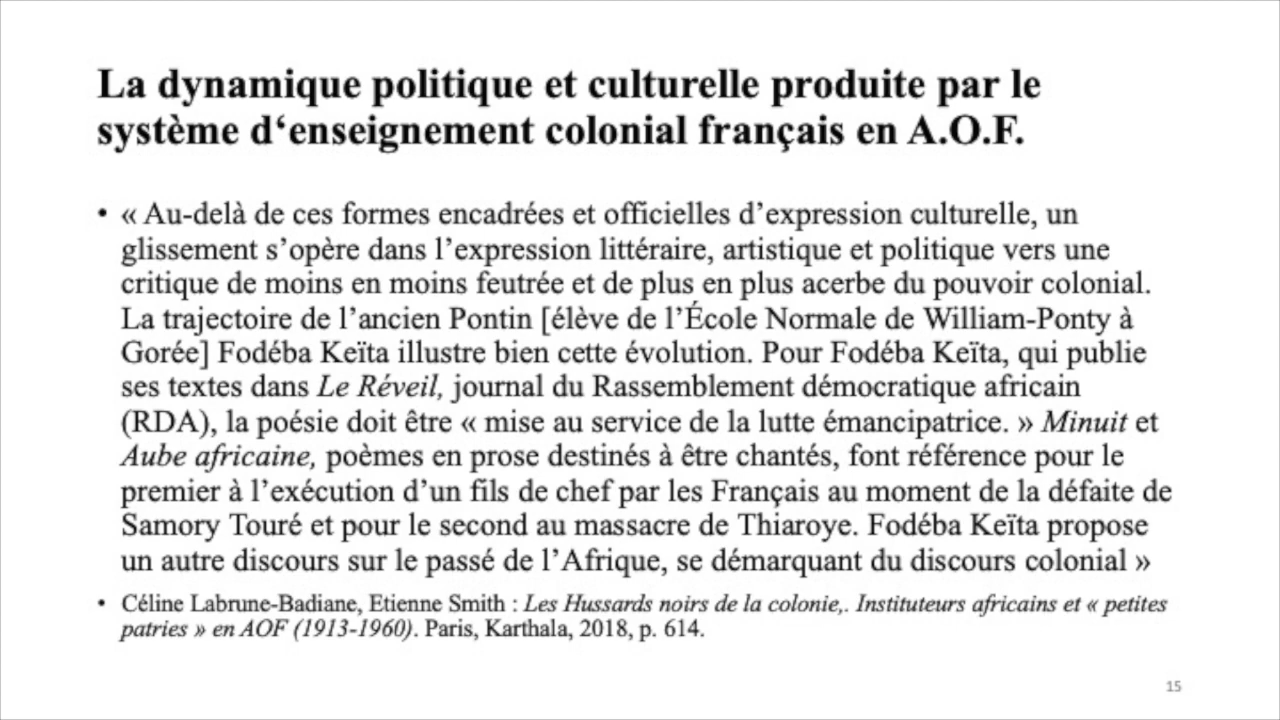 La dynamique politique et culturelle produite par le
système d‘enseignement colonial français en A.O.F.
• « Au-delà de ces formes encadrées et officielles d’expression culturelle, un
glissement s’opère dans l’expression littéraire, artistique et politique vers une
critique de moins en moins feutrée et de plus en plus acerbe du pouvoir colonial.
La trajectoire de l’ancien Pontin [élève de l’École Normale de William-Ponty à
Gorée] Fodéba Keïta illustre bien cette évolution. Pour Fodéba Keïta, qui publie
ses textes dans Le Réveil, journal du Rassemblement démocratique africain
(RDA), la poésie doit être « mise au service de la lutte émancipatrice. » Minuit et
Aube africaine, poèmes en prose destinés à être chantés, font référence pour le
premier à l’exécution d’un fils de chef par les Français au moment de la défaite de
Samory Touré et pour le second au massacre de Thiaroye. Fodéba Keïta propose
un autre discours sur le passé de l’Afrique, se démarquant du discours colonial »
• Céline Labrune-Badiane, Etienne Smith : Les Hussards noirs de la colonie,. Instituteurs africains et « petites
patries » en AOF (1913-1960). Paris, Karthala, 2018, p. 614.
15